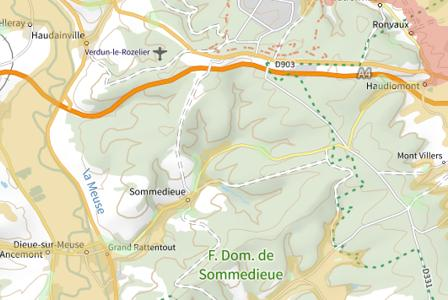 elleray
Haudainville
Verdun-le-Rozelier
Ronvaux
D903
A4
Haudiomont
Mont Villers
La Meuse
Sommedieue
Dieue-sur-Meuse
Ancemont
Grand Rattentout
F. Dom. de
Sommedieue
D331